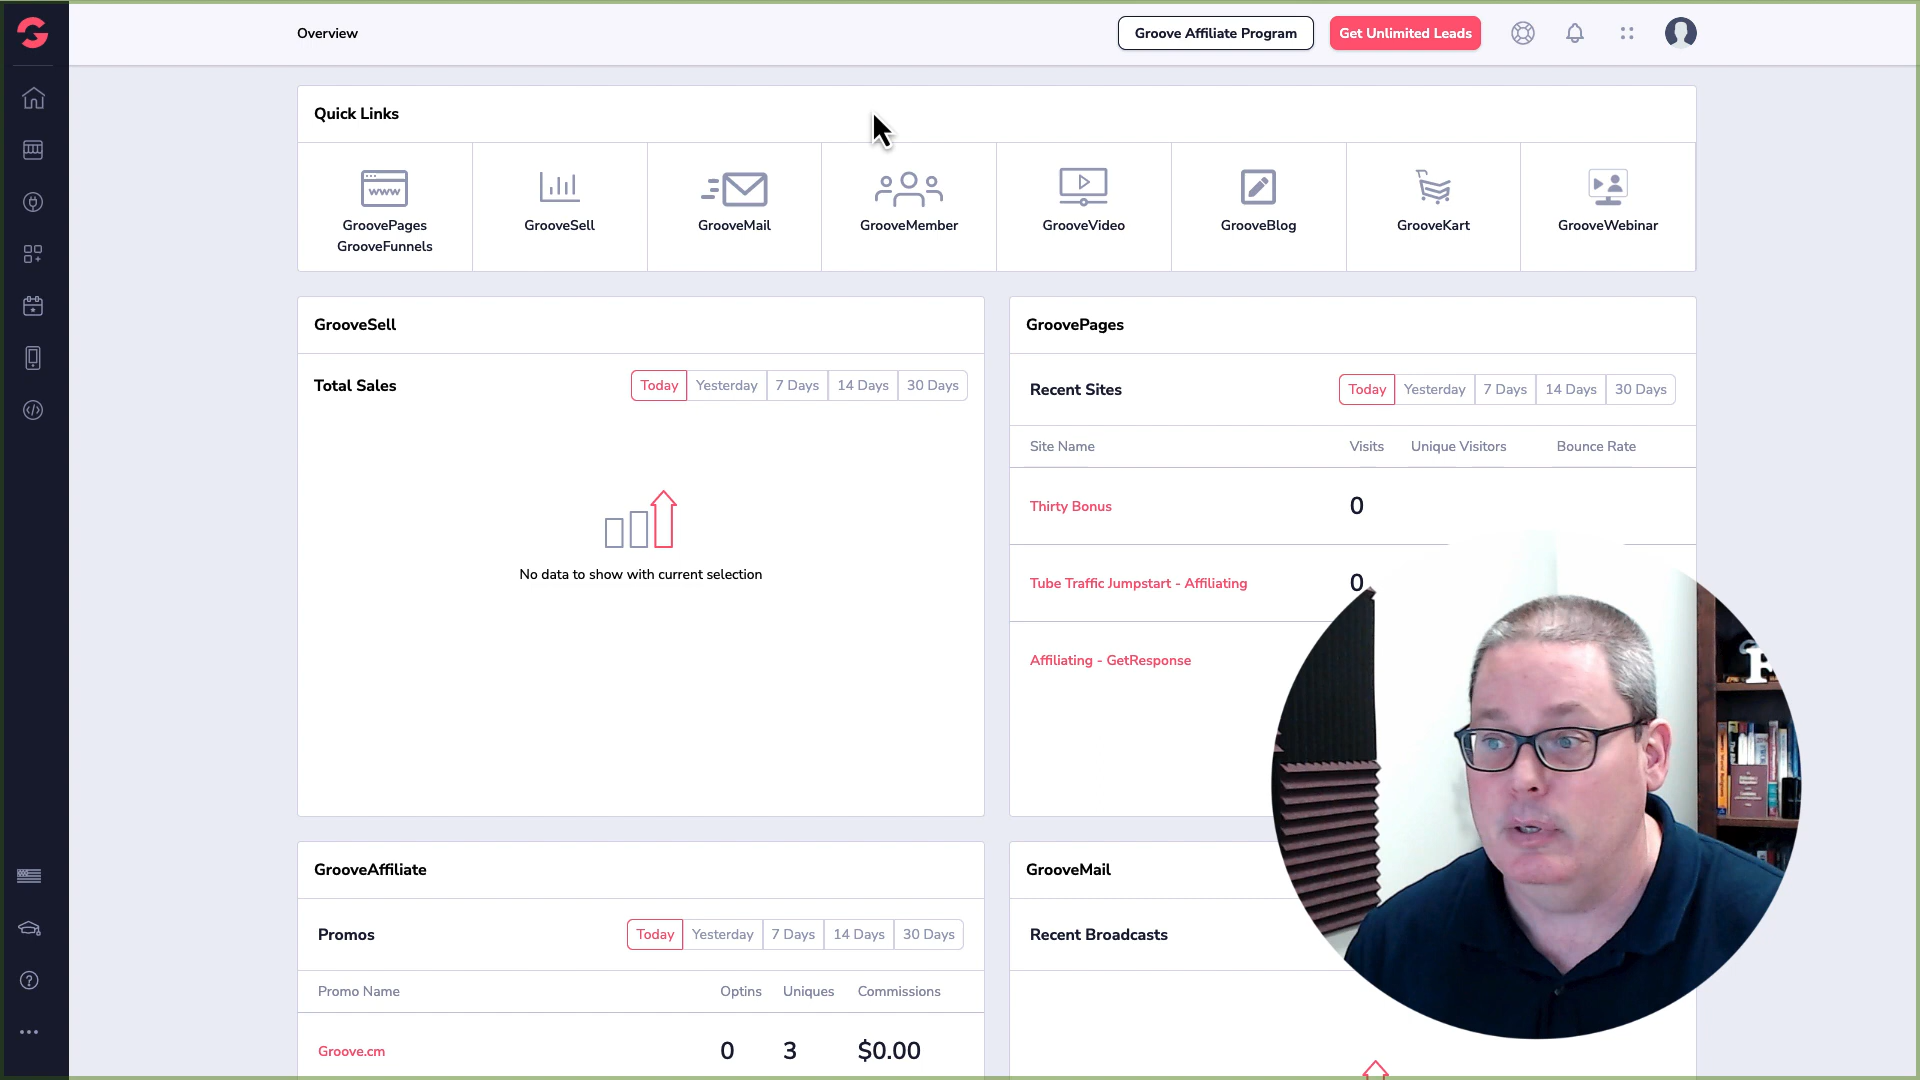 Overview
Groove Affiliate Program
Get Unlimited Leads
Quick Links
www
GroovePages
GrooveFunnels
GrooveSell
GrooveMail
GrooveMember
GrooveVideo
GrooveBlog
GrooveKart
GrooveWebinar
GrooveSell
Total Sales
Today Yesterday 7 Days 14 Days 30 Days
No data to show with current selection
GroovePages
Recent Sites
Today Yesterday 7 Days 14 Days 30 Days
Site Name Visits Unique Visitors Bounce Rate
Thirty Bonus 0
Tube Traffic Jumpstart - Affiliating 0
Affiliating - GetResponse
GrooveAffiliate
Promos
Today Yesterday 7 Days 14 Days 30 Days
Promo Name Optins Uniques Commissions
Groove.cm 0 3 $0.00
GrooveMail
Recent Broadcasts